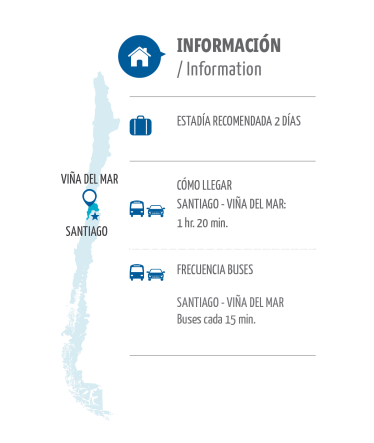 INFORMACIÓN
/ Information
ESTADÍA RECOMENDADA 2 DÍAS
VIÑA DEL MAR
SANTIAGO
CÓMO LLEGAR
SANTIAGO - VIÑA DEL MAR:
1 hr. 20 min.
FRECUENCIA BUSES
SANTIAGO - VIÑA DEL MAR
Buses cada 15 min.